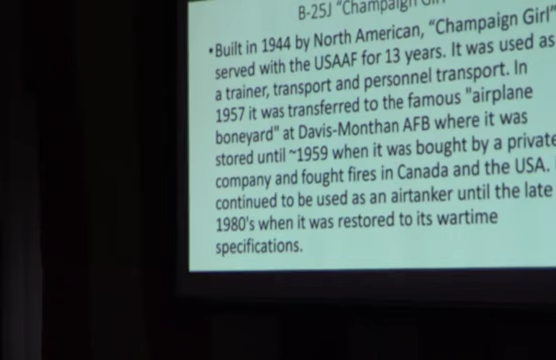 B-25J "Champaign Girl"
•Built in 1944 by North American, "Champaign Girl"
served with the USAAF for 13 years. It was used as
a trainer, transport and personnel transport. In
1957 it was transferred to the famous "airplane
boneyard" at Davis-Monthan AFB where it was
stored until ~1959 when it was bought by a private
company and fought fires in Canada and the USA.
continued to be used as an airtanker until the late
1980's when it was restored to its wartime
specifications.